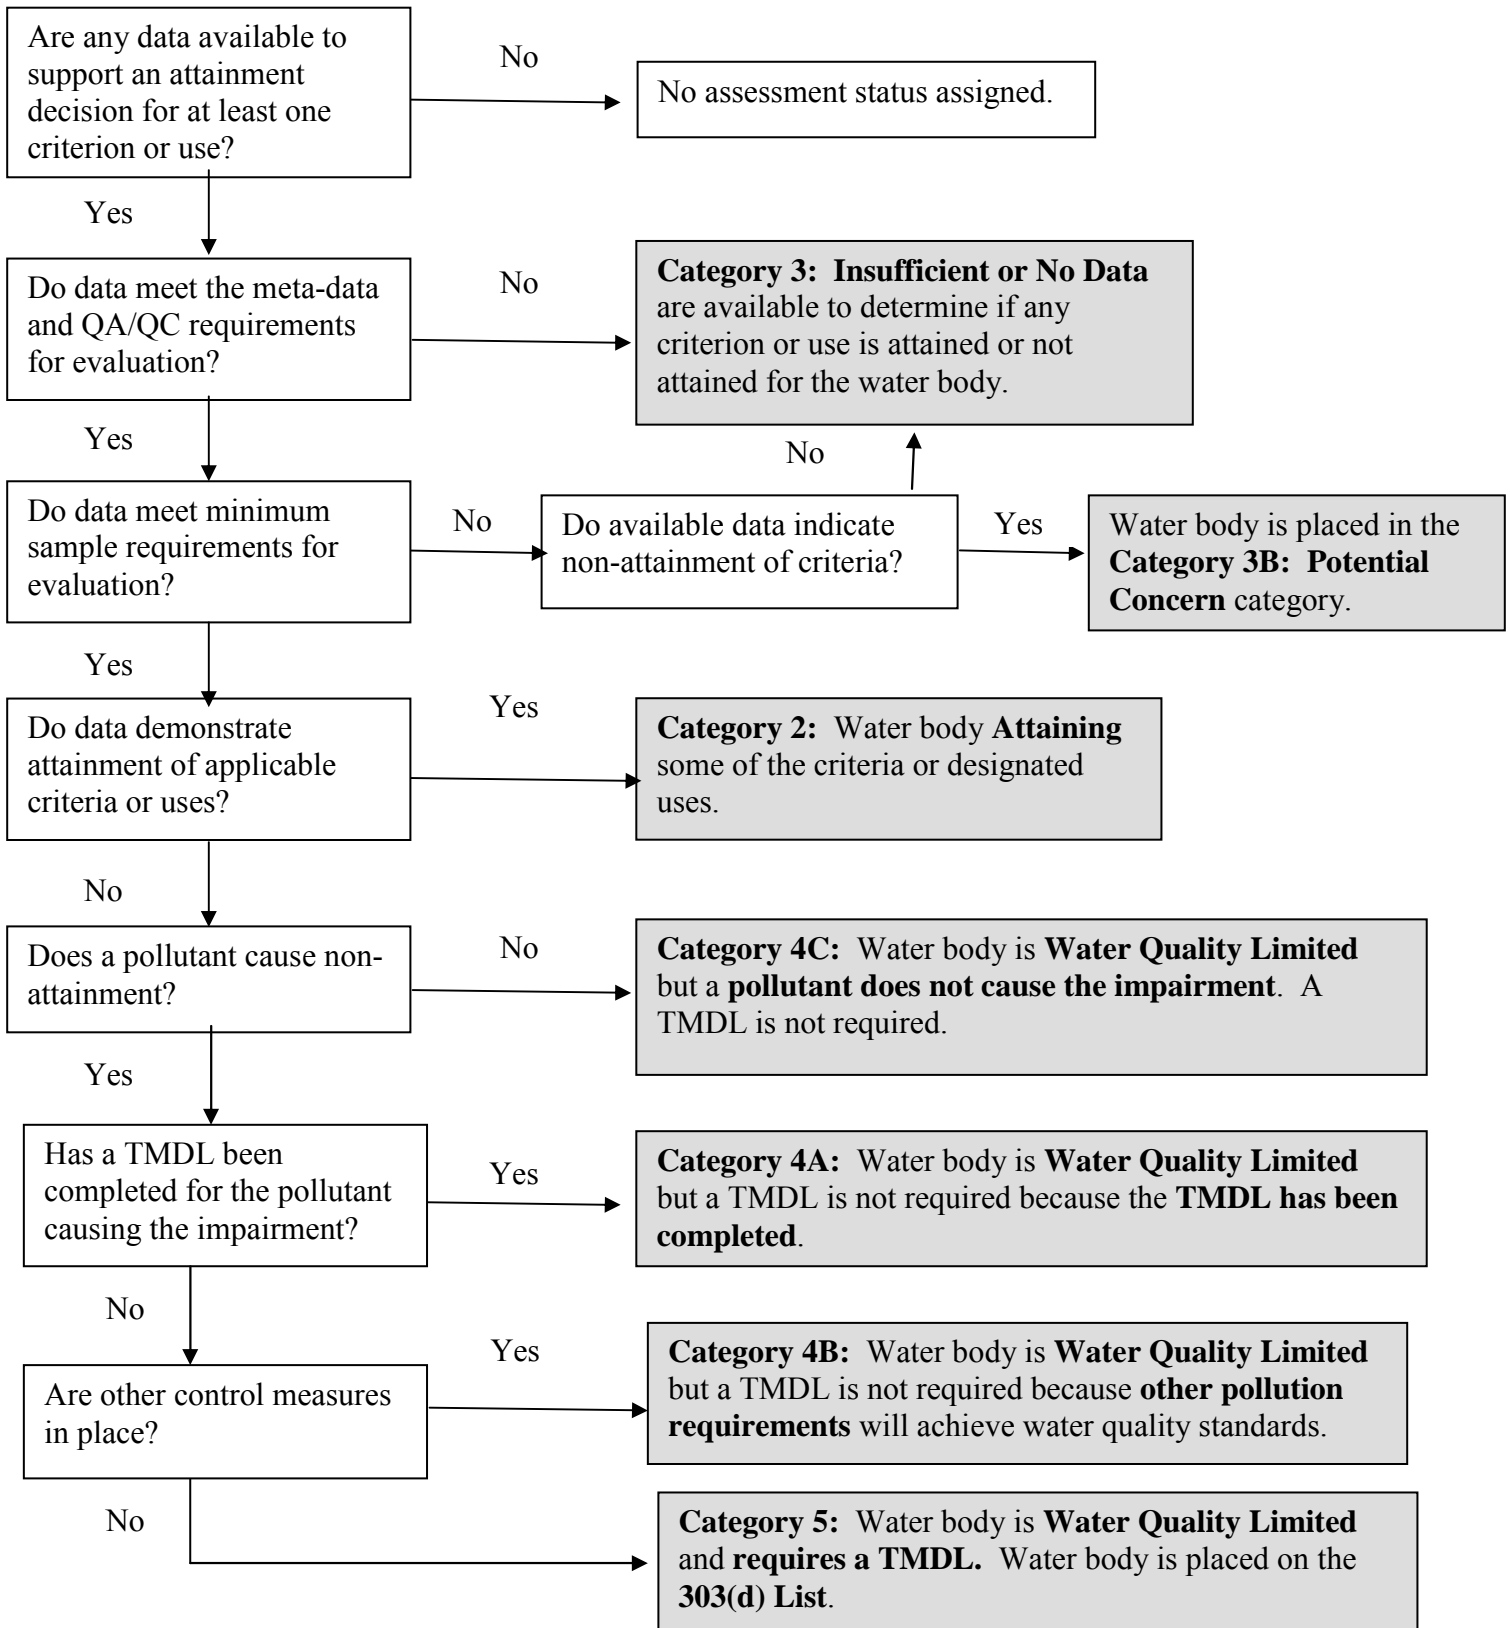 Are any data available to
support an attainment
decision for at least one
criterion or use?
No
No assessment status assigned.
Yes
Do data meet the meta-data
and QA/QC requirements
for evaluation?
No
Category 3:  Insufficient or No Data
are available to determine if any
criterion or use is attained or not
attained for the water body.
Yes
No
Do data meet minimum
sample requirements for
evaluation?
No
Do available data indicate
non-attainment of criteria?
Yes
Water body is placed in the
Category 3B:  Potential
Concern category.
Yes
Do data demonstrate
attainment of applicable
criteria or uses?
Yes
Category 2:  Water body Attaining
some of the criteria or designated
uses.
No
Does a pollutant cause non-
attainment?
No
Category 4C:  Water body is Water Quality Limited
but a pollutant does not cause the impairment.  A
TMDL is not required.
Yes
Has a TMDL been
completed for the pollutant
causing the impairment?
Yes
Category 4A:  Water body is Water Quality Limited
but a TMDL is not required because the TMDL has been
completed.
No
Are other control measures
in place?
Yes
Category 4B:  Water body is Water Quality Limited
but a TMDL is not required because other pollution
requirements will achieve water quality standards.
No
Category 5:  Water body is Water Quality Limited
and requires a TMDL.  Water body is placed on the
303(d) List.